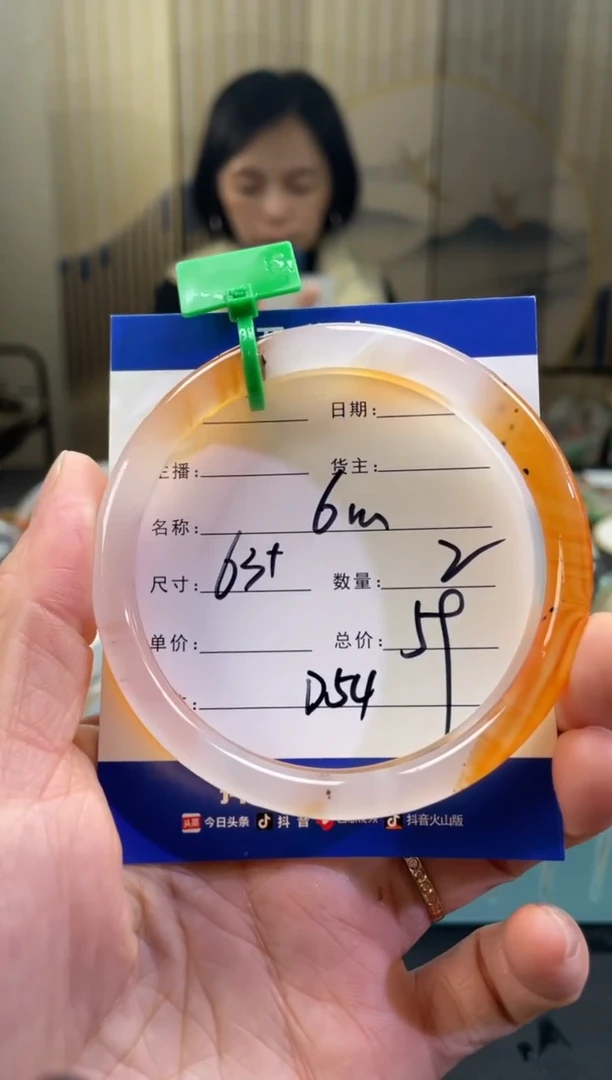 日期:
主播: 货主:
名称: 6m
尺寸: 63+ 数量: 2
单价: 总价: 59
D54
今日头条 抖音 抖音火山版